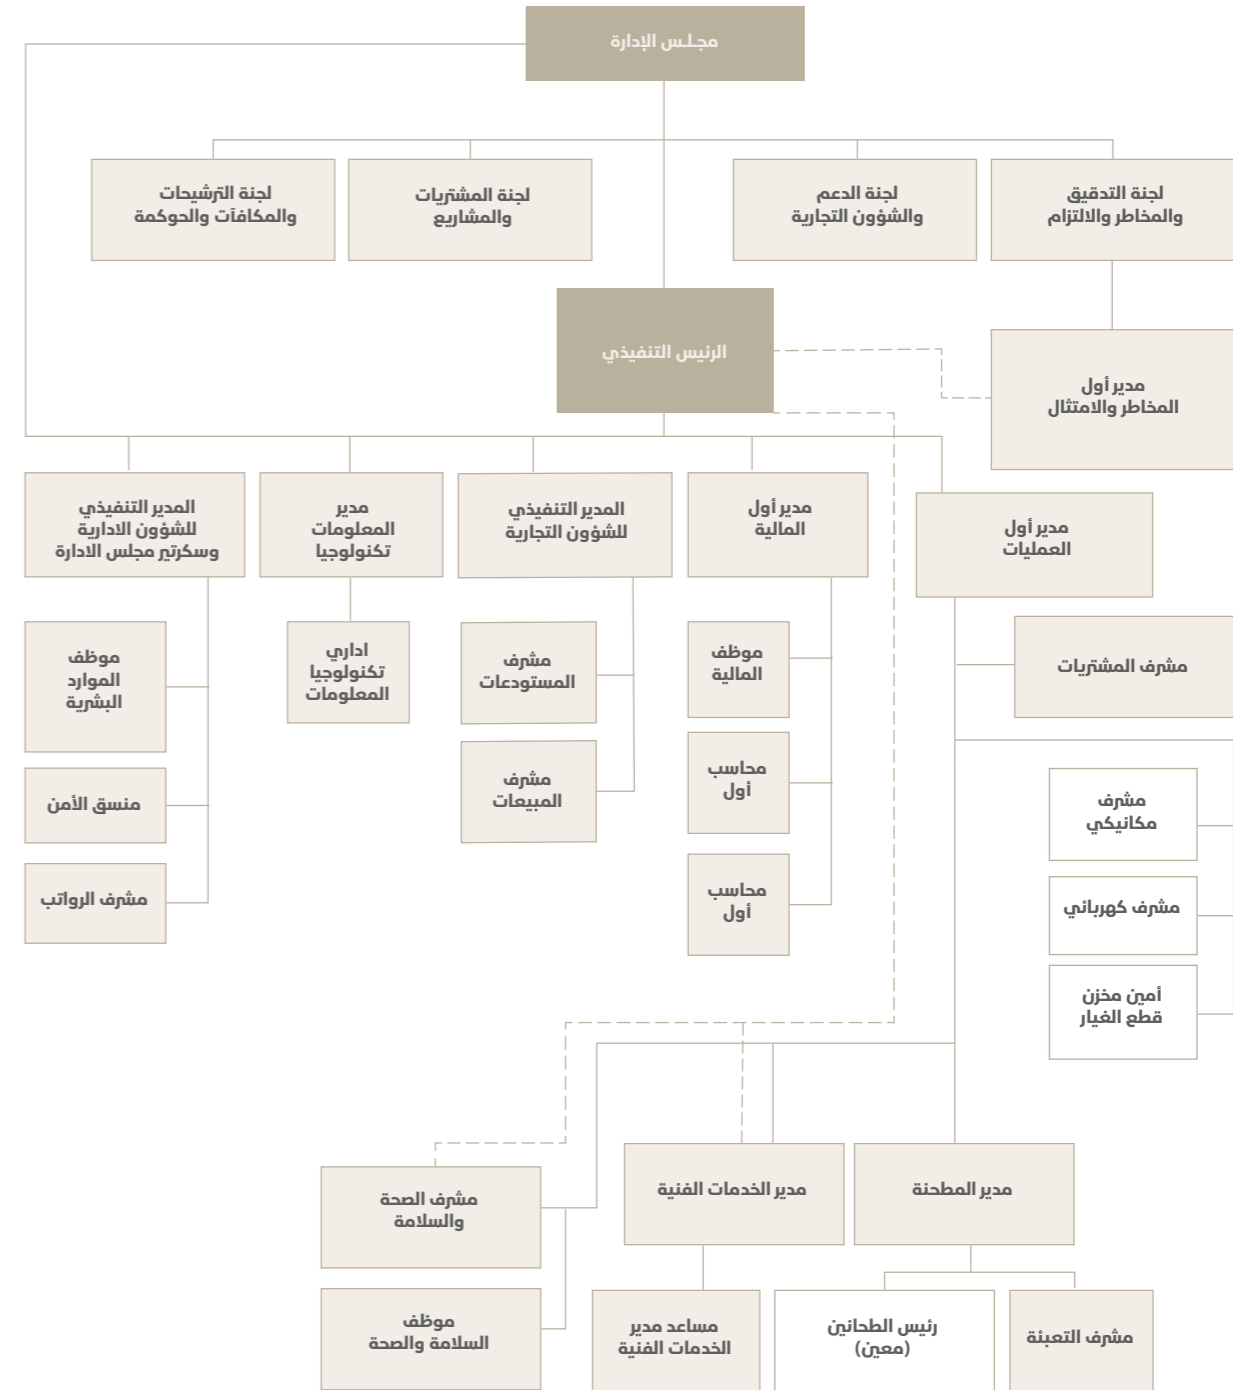 مجلس الإدارة
لجنة التدقيق
والمخاطر والالتزام
لجنة الدعم
والشؤون التجارية
لجنة المشتريات
والمشاريع
لجنة الترشيحات
والمكافآت والحوكمة
الرئيس التنفيذي
مدير أول
المخاطر والامتثال
مدير أول
العمليات
مدير أول
المالية
المدير التنفيذي
للشؤون التجارية
مدير
المعلومات
تكنولوجيا
المدير التنفيذي
للشؤون الادارية
وسكرتير مجلس الادارة
مشرف المشتريات
موظف
المالية
مشرف
المستودعات
اداري
تكنولوجيا
المعلومات
موظف
الموارد
البشرية
مشرف
مكانيكي
محاسب
أول
مشرف
المبيعات
منسق الأمن
مشرف كهربائي
محاسب
أول
مشرف الرواتب
أمين مخزن
قطع الغيار
مدير المطحنة
مدير الخدمات الفنية
مشرف الصحة
والسلامة
مشرف التعبئة
رئيس الطحانين
(معين)
مساعد مدير
الخدمات الفنية
موظف
السلامة والصحة